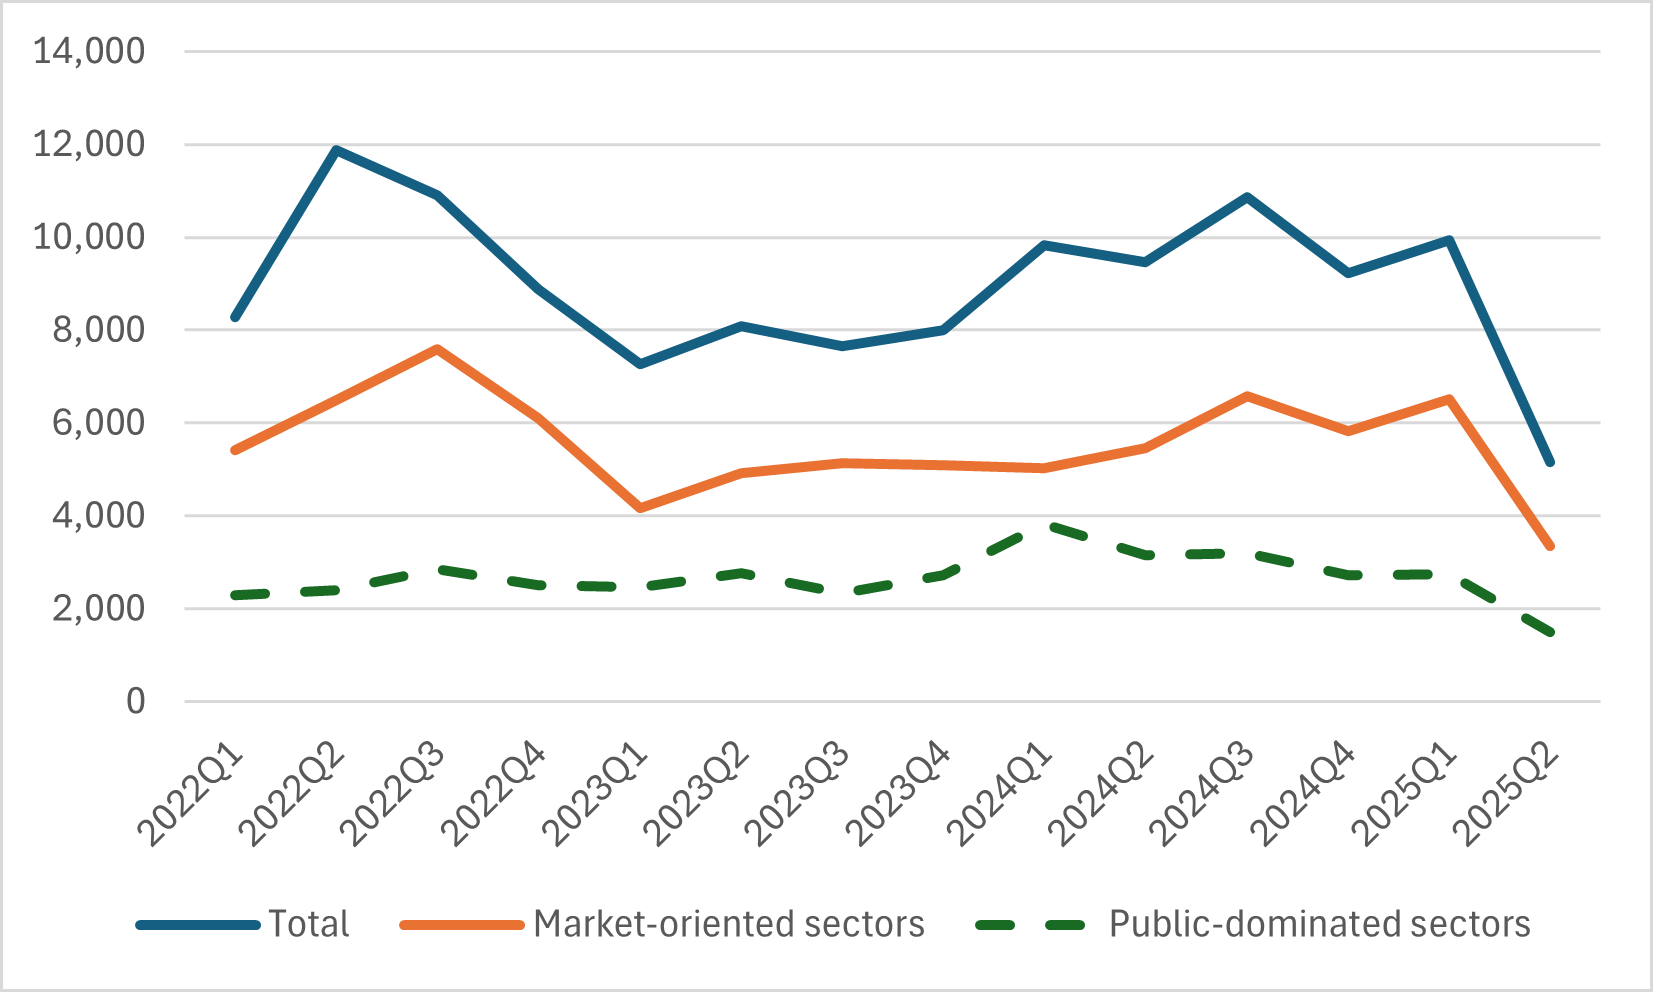 14,000
12,000
10,000
8,000
6,000
4,000
2,000
0
2022Q1
2022Q2
2022Q3
2022Q4
2023Q1
2023Q2
2023Q3
2023Q4
2024Q1
2024Q2
2024Q3
2024Q4
2025Q1
2025Q2
Total
Market-oriented sectors
Public-dominated sectors